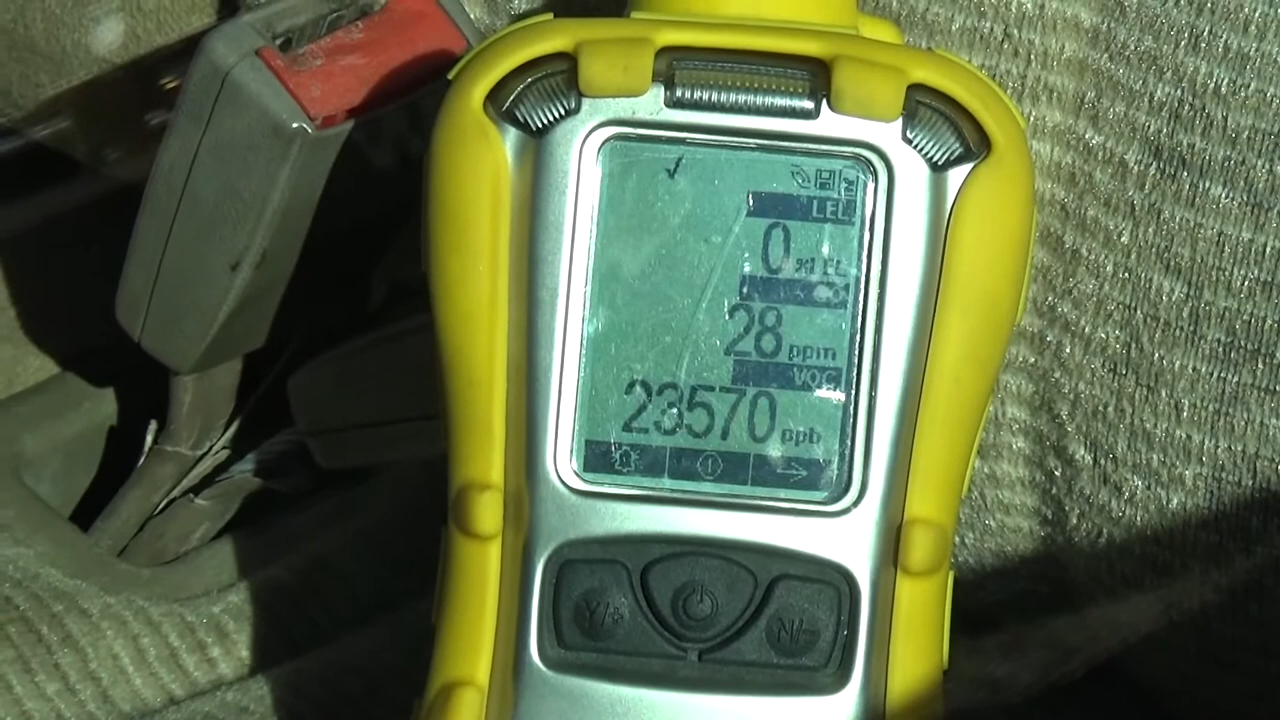 LEL
0 %LEL
CO
28 ppm
VOC
23570 ppb
Y/+
N/-